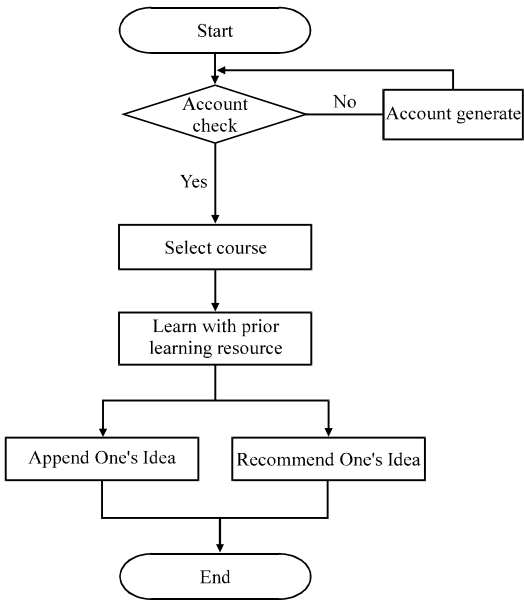 Start
Account
check
No
Account generate
Yes
Select course
Learn with prior
learning resource
Append One's Idea
Recommend One's Idea
End